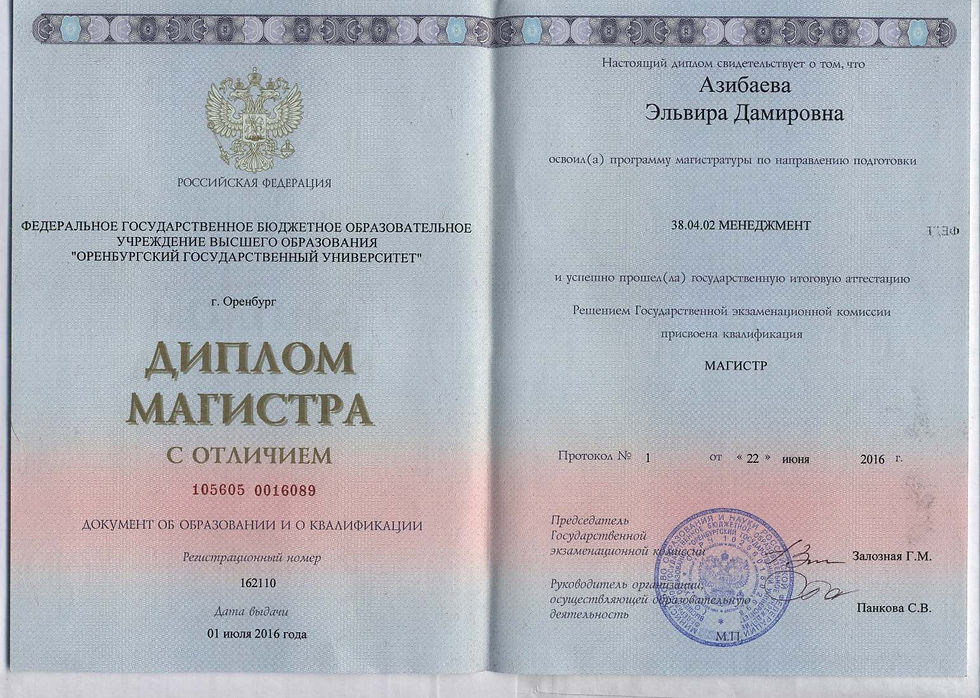 РОССИЙСКАЯ ФЕДЕРАЦИЯ
ФЕДЕРАЛЬНОЕ ГОСУДАРСТВЕННОЕ БЮДЖЕТНОЕ ОБРАЗОВАТЕЛЬНОЕ
УЧРЕЖДЕНИЕ ВЫСШЕГО ОБРАЗОВАНИЯ
"ОРЕНБУРГСКИЙ ГОСУДАРСТВЕННЫЙ УНИВЕРСИТЕТ"
г. Оренбург
ДИПЛОМ
МАГИСТРА
С ОТЛИЧИЕМ
105605 0016089
ДОКУМЕНТ ОБ ОБРАЗОВАНИИ И О КВАЛИФИКАЦИИ
Регистрационный номер
162110
Дата выдачи
01 июля 2016 года
Настоящий диплом свидетельствует о том, что
Азибаева
Эльвира Дамировна
освоил(а) программу магистратуры по направлению подготовки
38.04.02 МЕНЕДЖМЕНТ
и успешно прошел(ла) государственную итоговую аттестацию
Решением Государственной экзаменационной комиссии
присвоена квалификация
МАГИСТР
Протокол № 1 от « 22 » июня 2016 г.
Председатель
Государственной
экзаменационной комиссии
Залозная Г.М.
Руководитель организации,
осуществляющей образовательную
деятельность
Панкова С.В.
М.П.